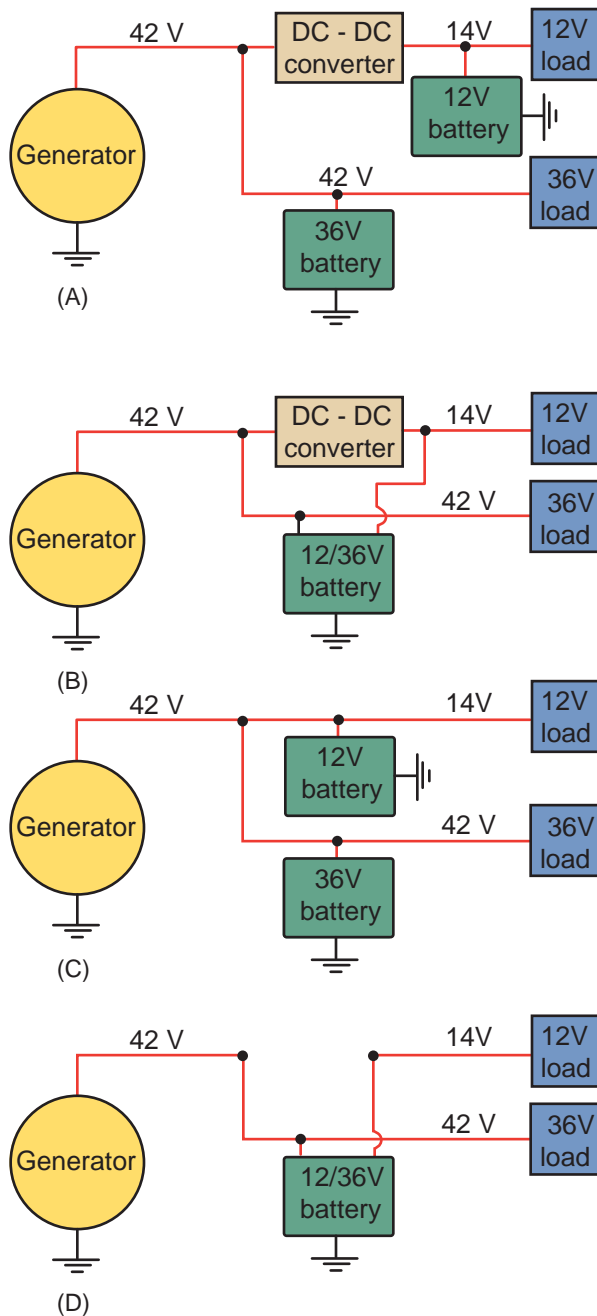 42 V
DC - DC
converter
14V
12V
load
12V
battery
Generator
42 V
36V
load
36V
battery
(A)
42 V
DC - DC
converter
14V
12V
load
42 V
36V
load
Generator
12/36V
battery
(B)
42 V
14V
12V
load
12V
battery
Generator
42 V
36V
load
36V
battery
(C)
42 V
14V
12V
load
42 V
36V
load
Generator
12/36V
battery
(D)